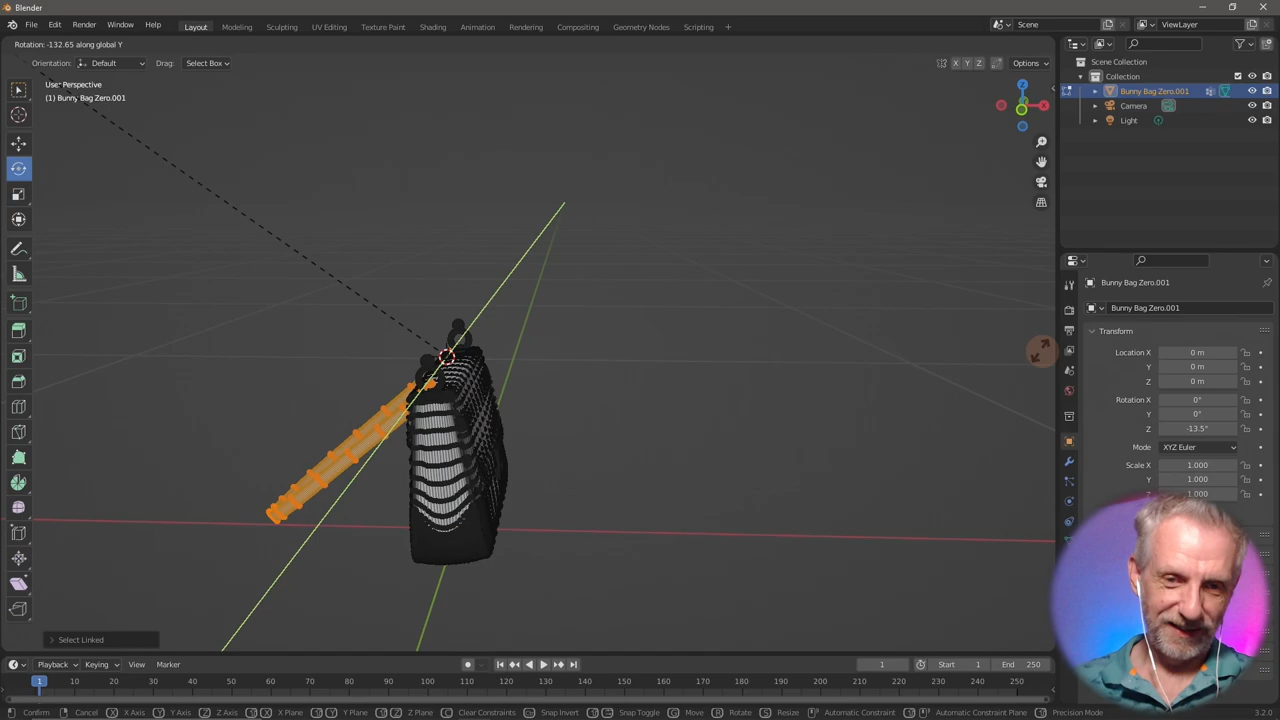 Blender
File Edit Render Window Help Layout Modeling Sculpting UV Editing Texture Paint Shading Animation Rendering Compositing Geometry Nodes Scripting + Scene ViewLayer
Rotation: -132.65 along global Y
Orientation: Default Drag: Select Box X Y Z Options
User Perspective
(1) Bunny Bag Zero.001
Z
X
Scene Collection
Collection
Bunny Bag Zero.001
Camera
Light
Bunny Bag Zero.001
Bunny Bag Zero.001
Transform
Location X 0 m
Y 0 m
Z 0 m
Rotation X 0°
Y 0°
Z -13.5°
Mode XYZ Euler
Scale X 1.000
Y 1.000
Z 1.000
Select Linked
Playback Keying View Marker 1 Start 1 End 250
1 10 20 30 40 50 60 70 80 90 100 110 120 130 140 150 160 170 180 190 200 210 220 230 240 250
Confirm Cancel X X Axis Y Y Axis Z Z Axis X X Plane Y Y Plane Z Z Plane C Clear Constraints Snap Invert Snap Toggle G Move R Rotate S Resize Automatic Constraint Automatic Constraint Plane Precision Mode 3.2.0